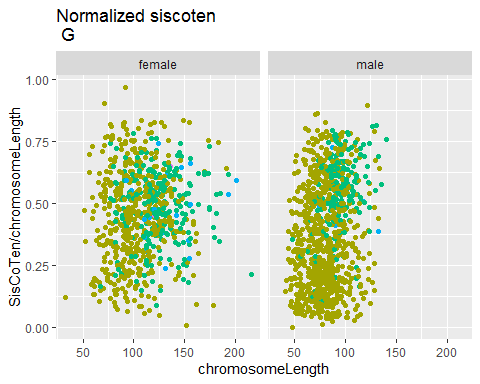 Normalized siscoten
G
female
male
SisCoTen/chromosomeLength
1.00
0.75
0.50
0.25
0.00
50
100
150
200
50
100
150
200
chromosomeLength